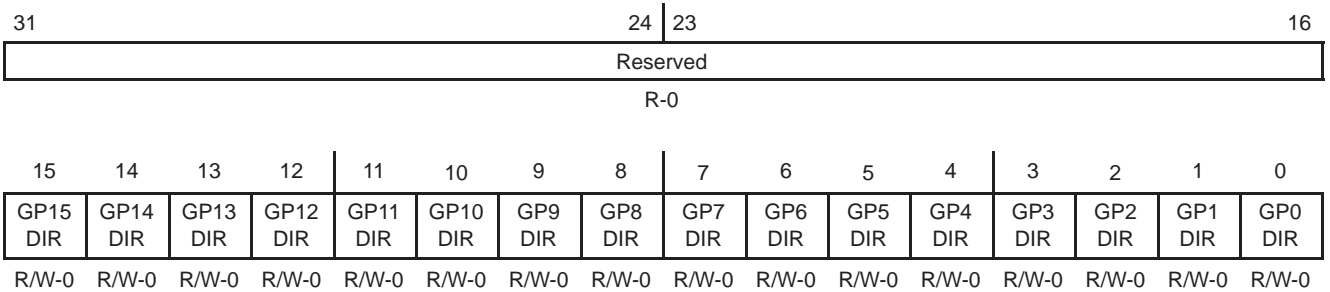 31 24 23 16
Reserved
R-0
15 14 13 12 11 10 9 8 7 6 5 4 3 2 1 0
GP15 GP14 GP13 GP12 GP11 GP10 GP9 GP8 GP7 GP6 GP5 GP4 GP3 GP2 GP1 GP0
DIR DIR DIR DIR DIR DIR DIR DIR DIR DIR DIR DIR DIR DIR DIR DIR
R/W-0 R/W-0 R/W-0 R/W-0 R/W-0 R/W-0 R/W-0 R/W-0 R/W-0 R/W-0 R/W-0 R/W-0 R/W-0 R/W-0 R/W-0 R/W-0